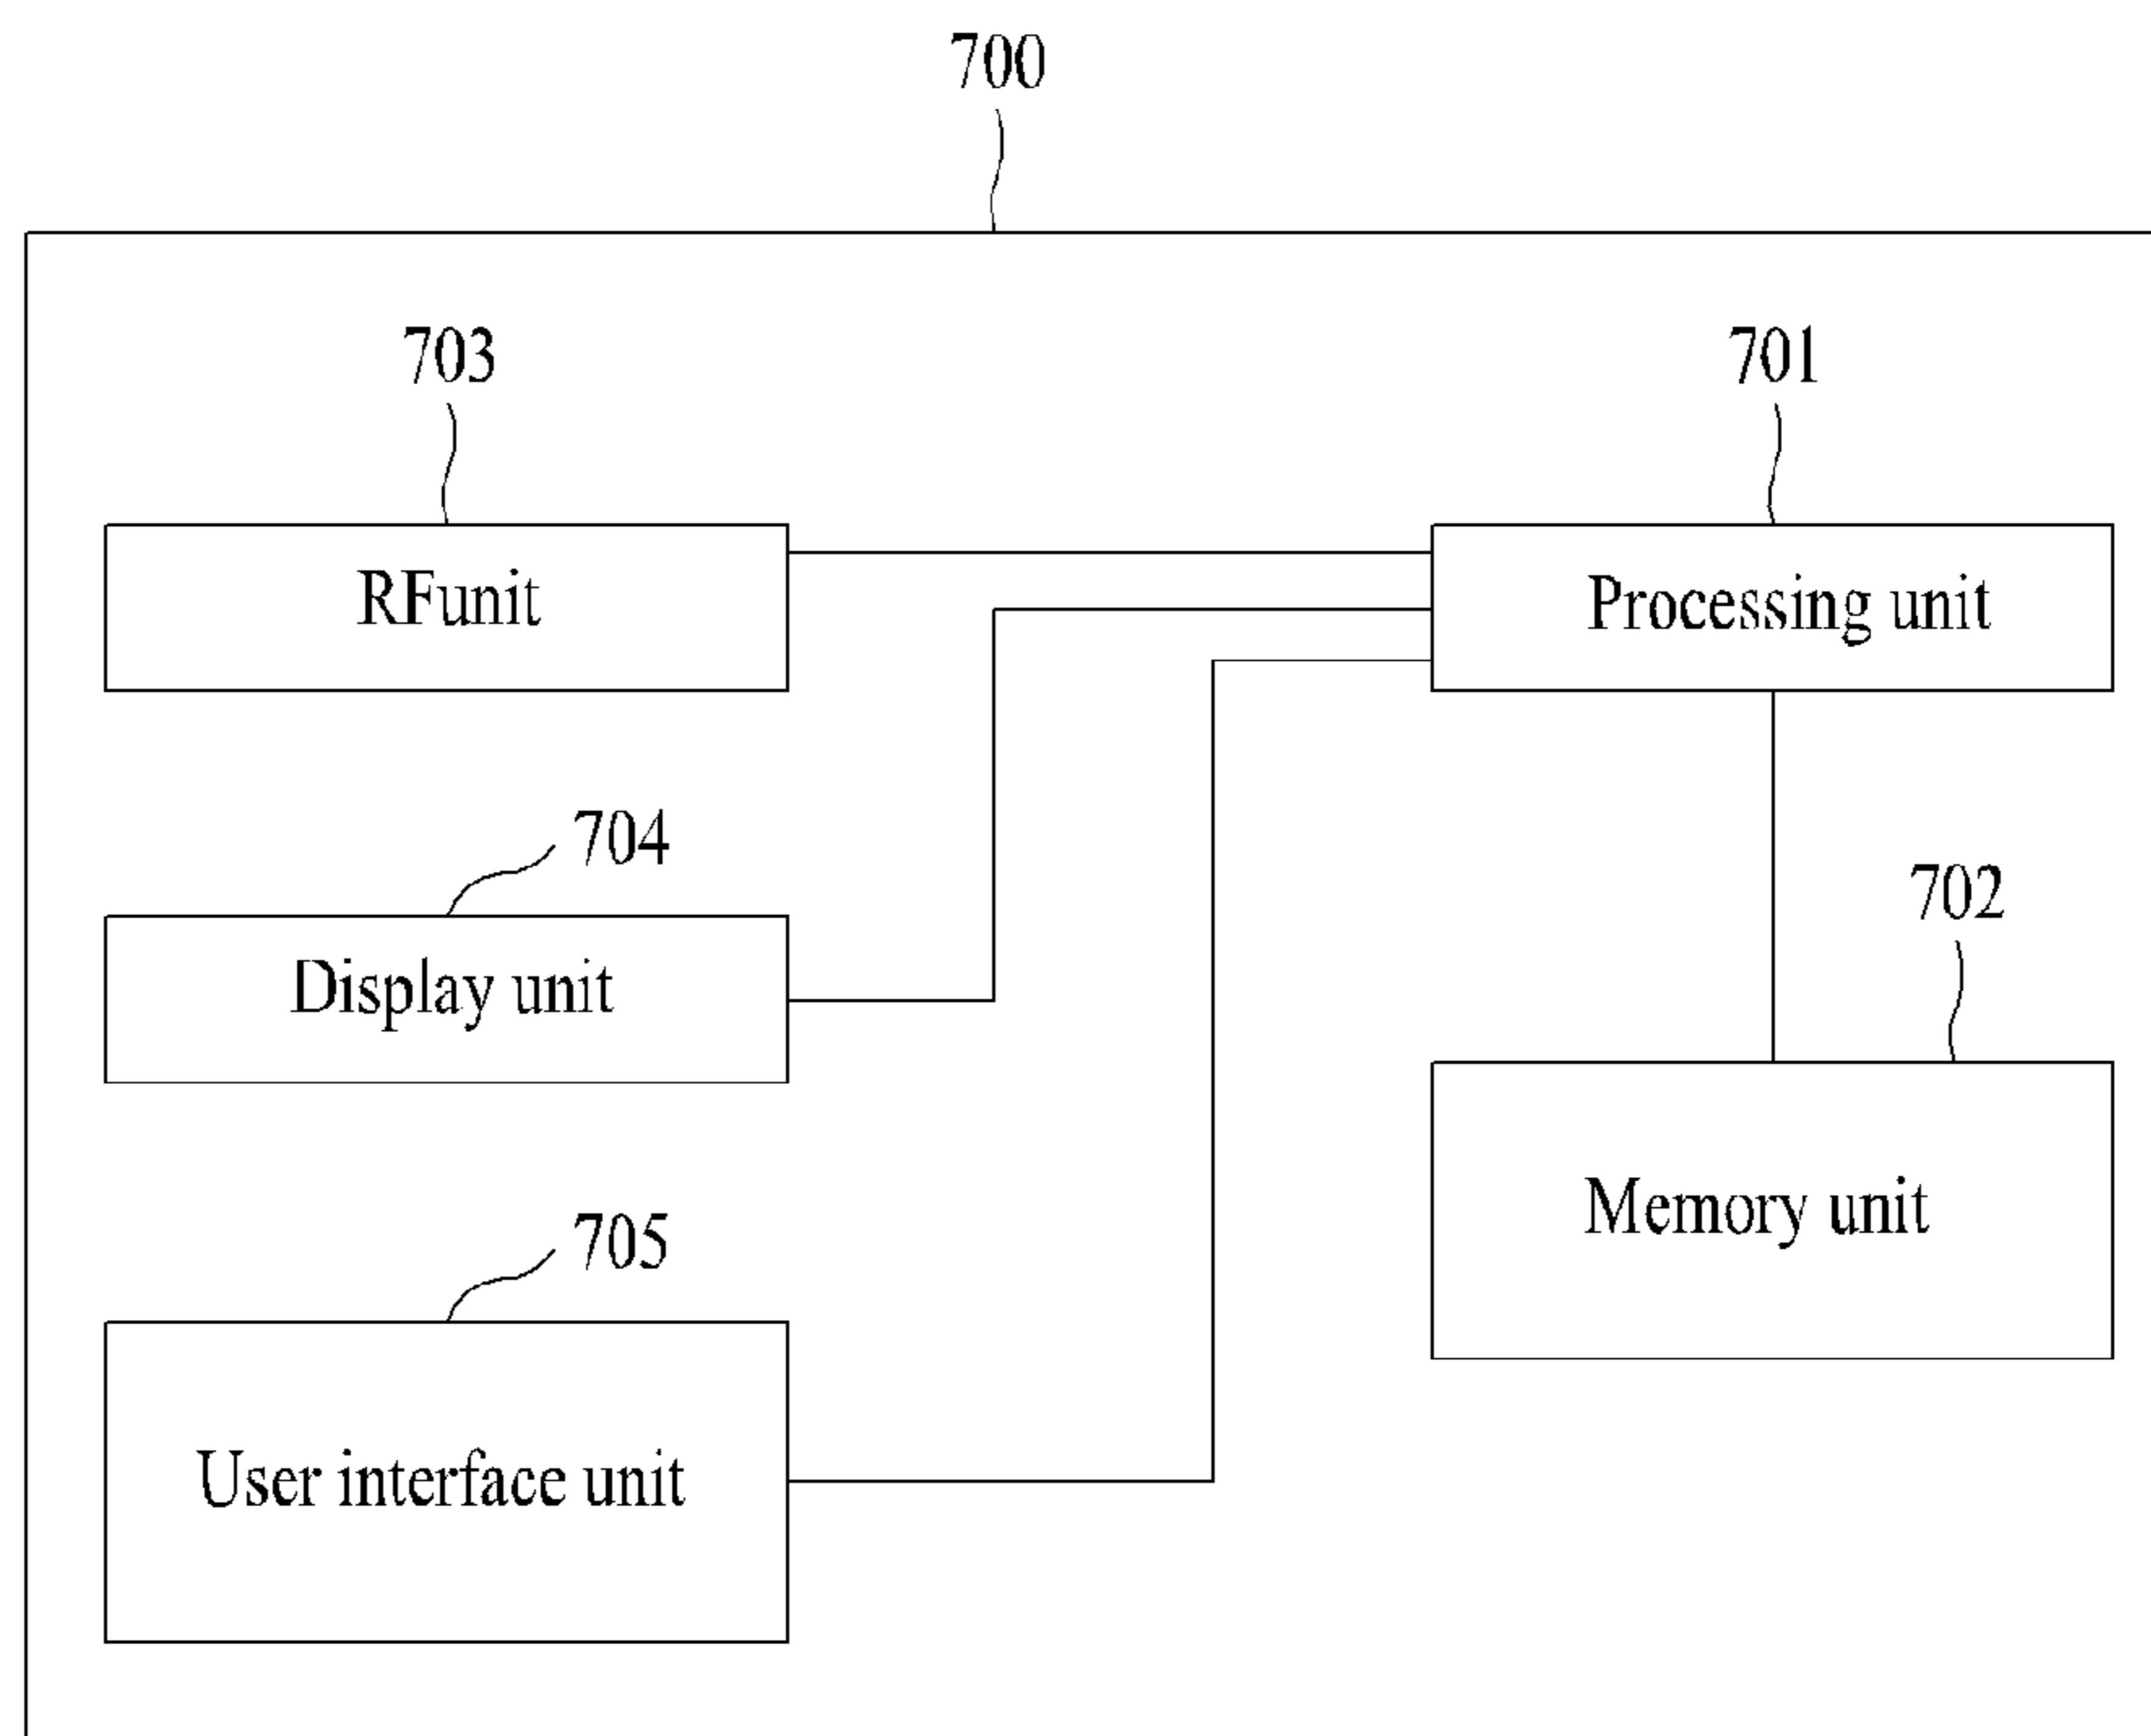 700
703
701
RFunit
Processing unit
704
702
Display unit
Memory unit
705
User interface unit